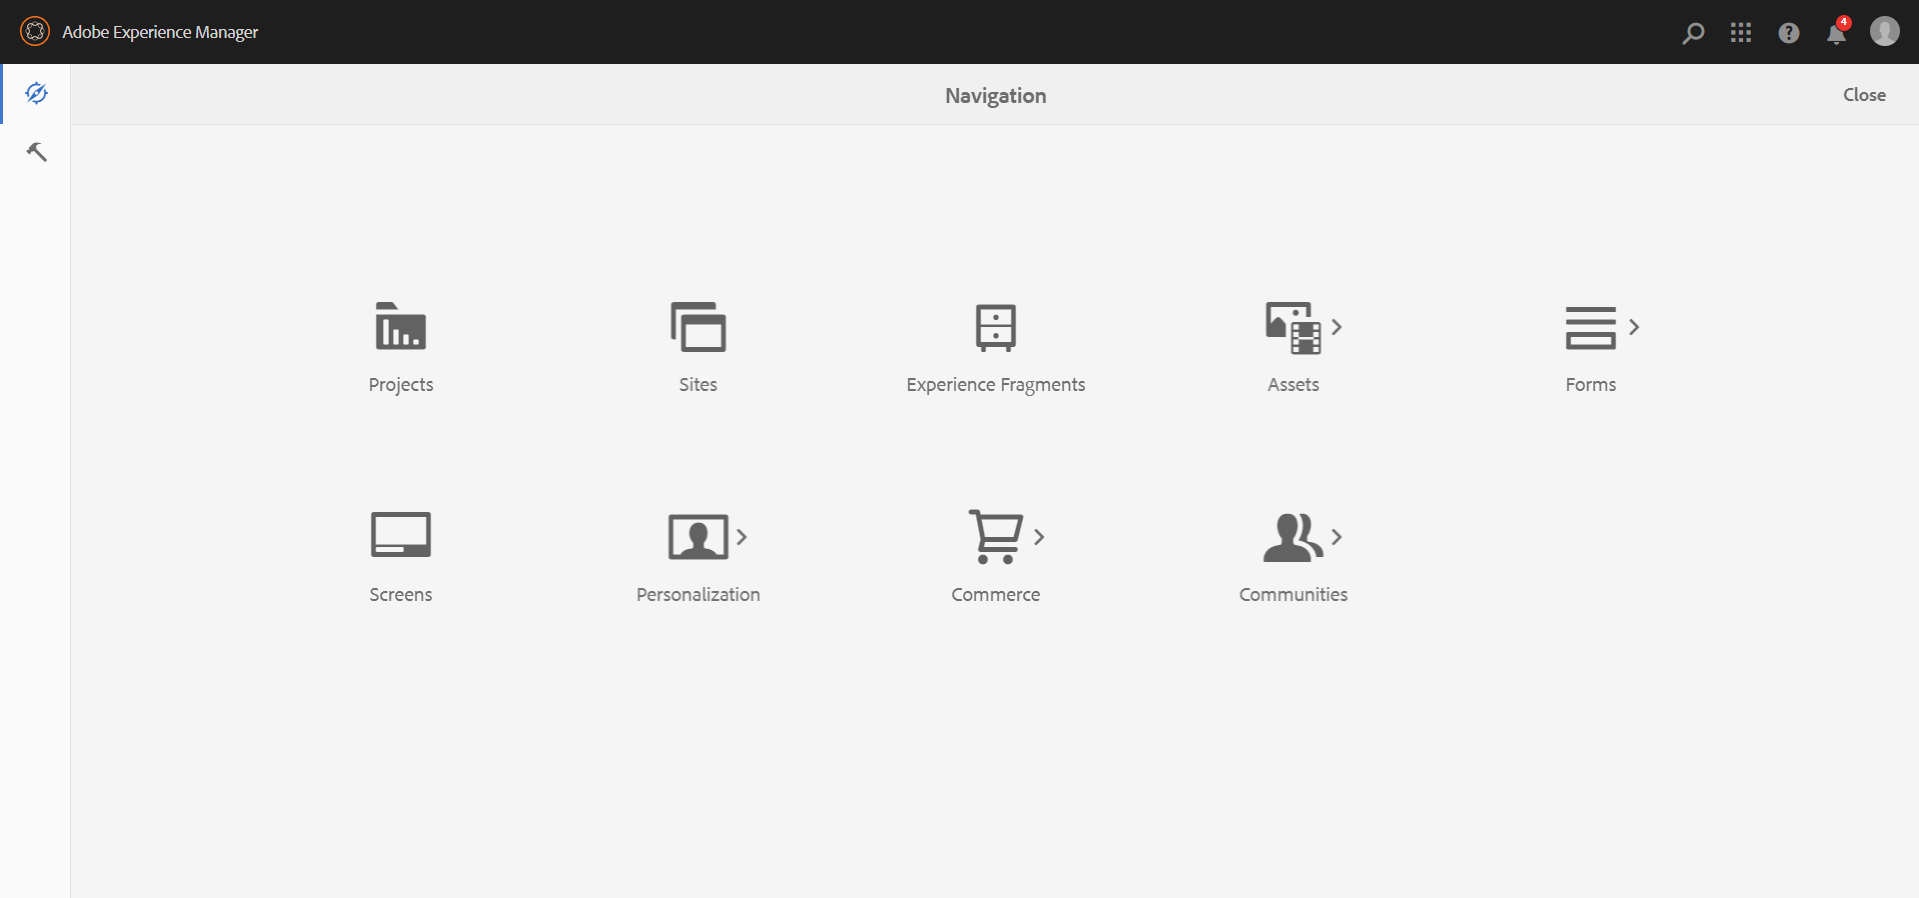 Adobe Experience Manager
4
Navigation
Close
Projects
Sites
Experience Fragments
Assets
Forms
Screens
Personalization
Commerce
Communities